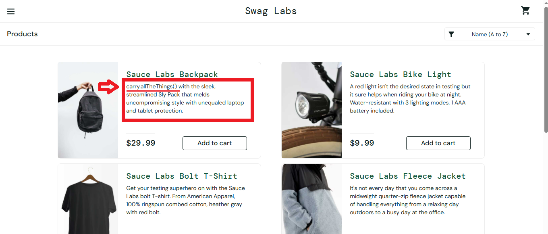 Swag Labs
Products
Name (A to Z)
Sauce Labs Backpack
carry.allTheThings() with the sleek,
streamlined Sly Pack that melds
uncompromising style with unequaled laptop
and tablet protection.
$29.99
Add to cart
Sauce Labs Bike Light
A red light isn't the desired state in testing but
it sure helps when riding your bike at night.
Water-resistant with 3 lighting modes, 1 AAA
battery included.
$9.99
Add to cart
Sauce Labs Bolt T-Shirt
Get your testing superhero on with the Sauce
Labs bolt T-shirt. From American Apparel,
100% ringspun combed cotton, heather gray
with red bolt.
Sauce Labs Fleece Jacket
It's not every day that you come across a
midweight quarter-zip fleece jacket capable
of handling everything from a relaxing day
outdoors to a busy day at the office.